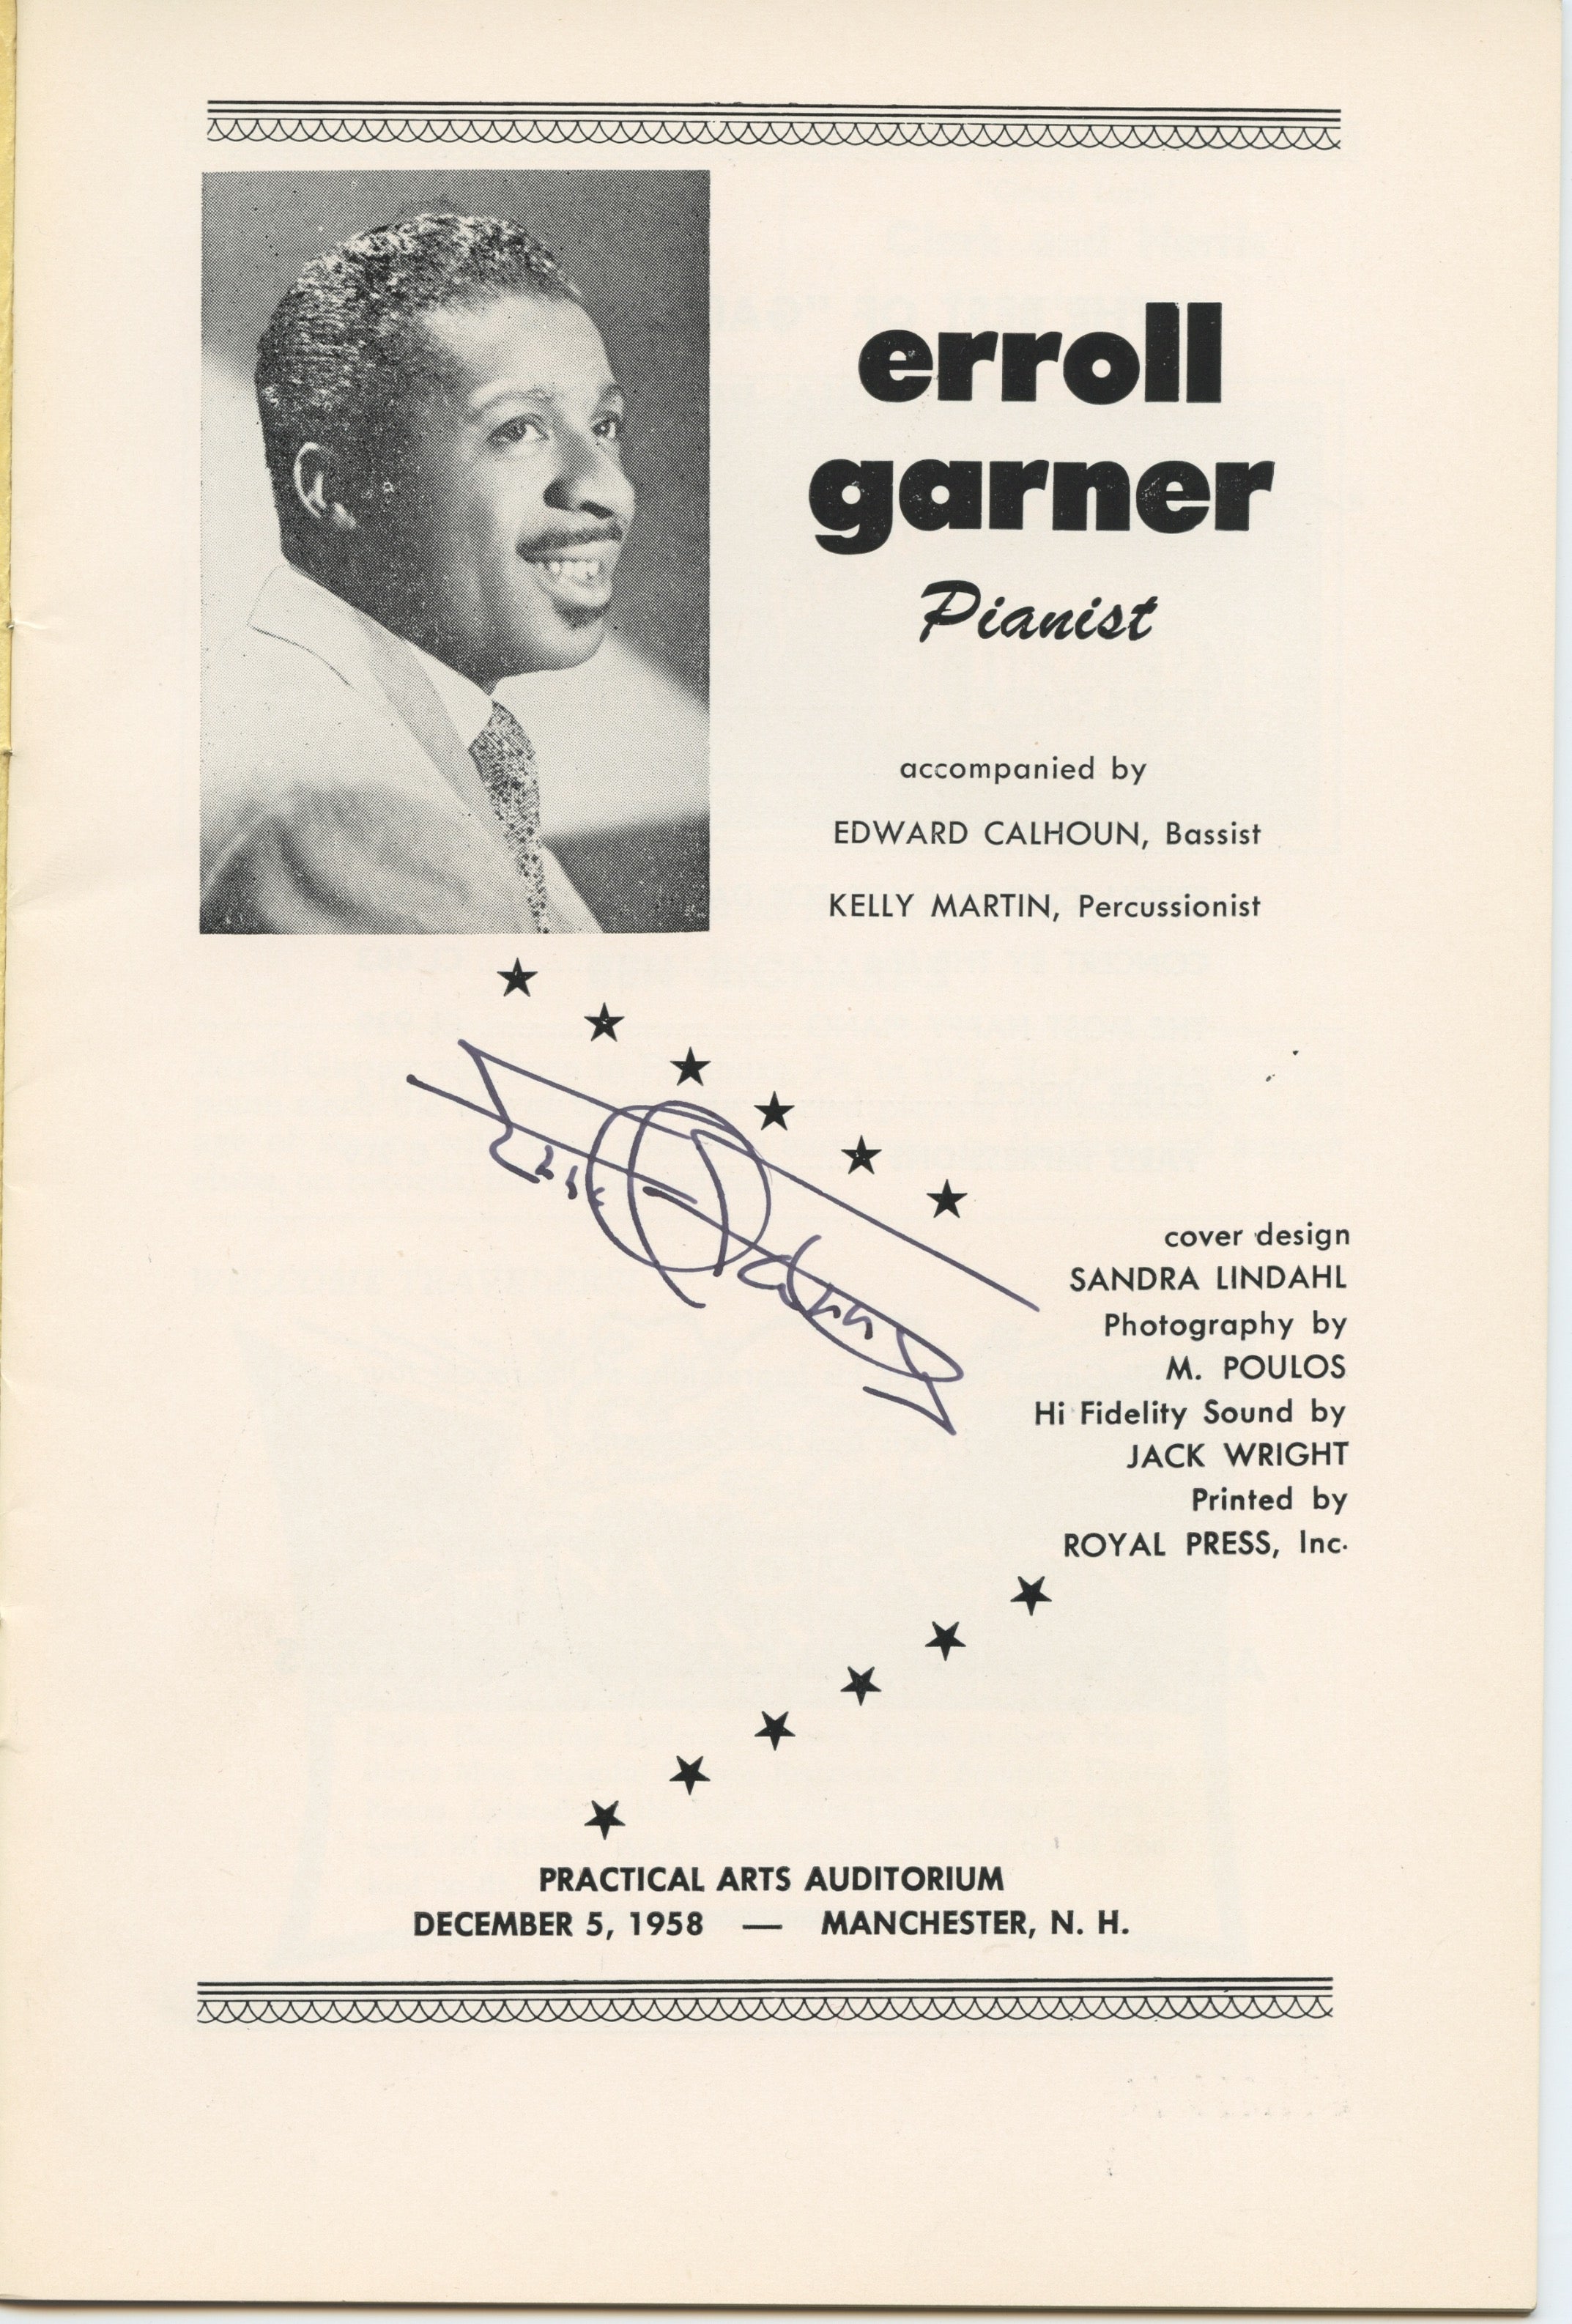 erroll
garner
Pianist
accompanied by
EDWARD CALHOUN, Bassist
KELLY MARTIN, Percussionist
cover design
SANDRA LINDAHL
Photography by
M. POULOS
Hi Fidelity Sound by
JACK WRIGHT
Printed by
ROYAL PRESS, Inc.
PRACTICAL ARTS AUDITORIUM
DECEMBER 5, 1958 — MANCHESTER, N. H.